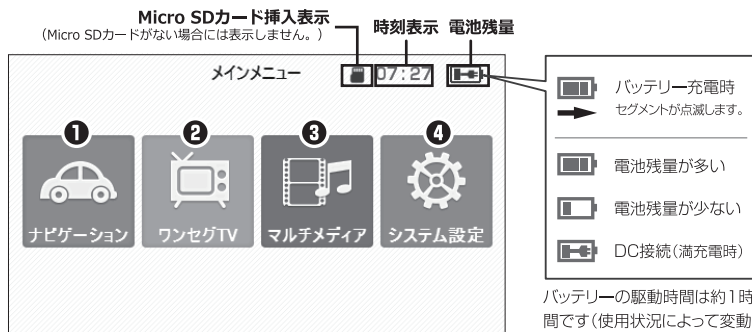 Micro SDカード挿入表示
（Micro SDカードがない場合には表示しません。）
時刻表示 電池残量
メインメニュー
07:27
❶
❷
❸
❹
ナビゲーション
ワンセグTV
マルチメディア
システム設定
バッテリー充電時
セグメントが点滅します。
電池残量が多い
電池残量が少ない
DC接続（満充電時）
バッテリーの駆動時間は約1時
間です（使用状況によって変動